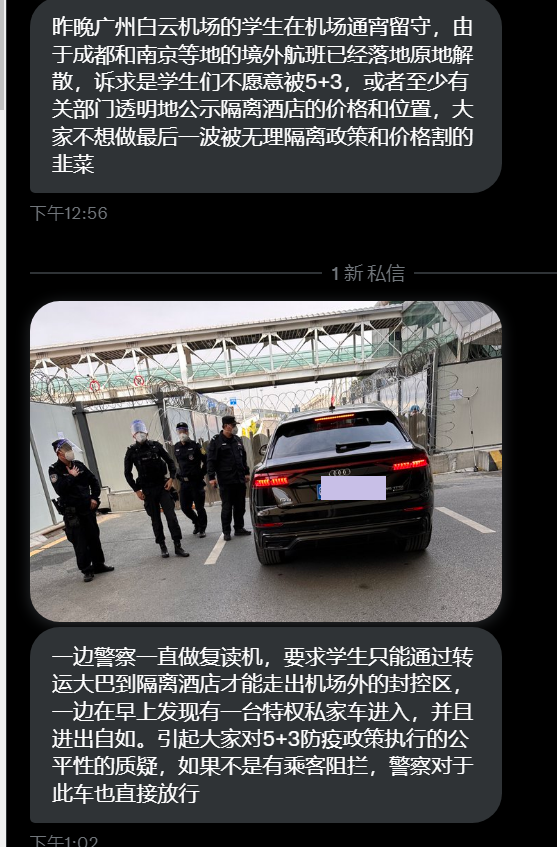 昨晚广州白云机场的学生在机场通宵留守，由
于成都和南京等地的境外航班已经落地原地解
散，诉求是学生们不愿意被5+3，或者至少有
关部门透明地公示隔离酒店的价格和位置，大
家不想做最后一波被无理隔离政策和价格割的
韭菜
下午12:56
1 新 私信
一边警察一直做复读机，要求学生只能通过转
运大巴到隔离酒店才能走出机场外的封控区，
一边在早上发现有一台特权私家车进入，并且
进出自如。引起大家对5+3防疫政策执行的公
平性的质疑，如果不是有乘客阻拦，警察对于
此车也直接放行
下午1:02